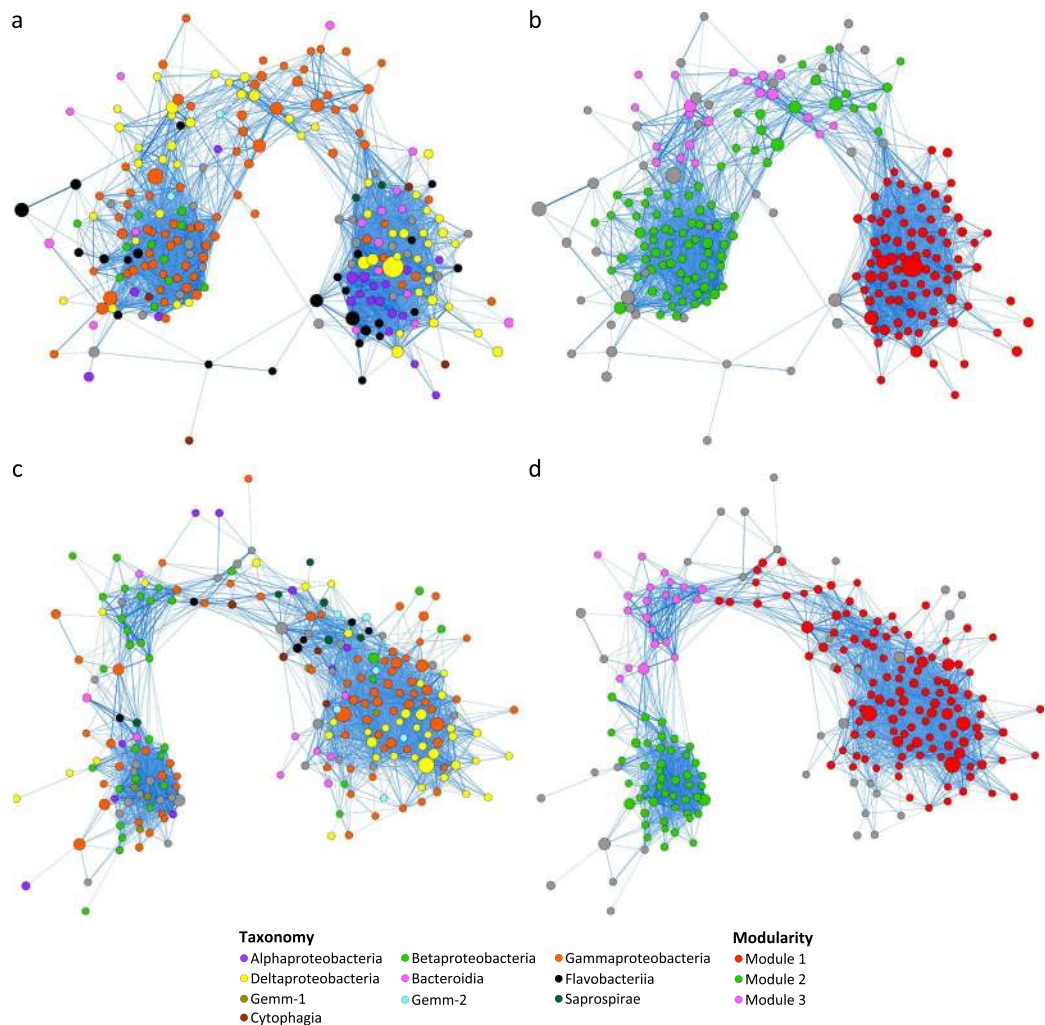 a
b
c
d
Taxonomy
Modularity
Alphaproteobacteria
Betaproteobacteria
Gammaproteobacteria
Module 1
Deltaproteobacteria
Bacteroidia
Flavobacteriia
Module 2
Gemm-1
Gemm-2
Saprospirae
Module 3
Cytophagia